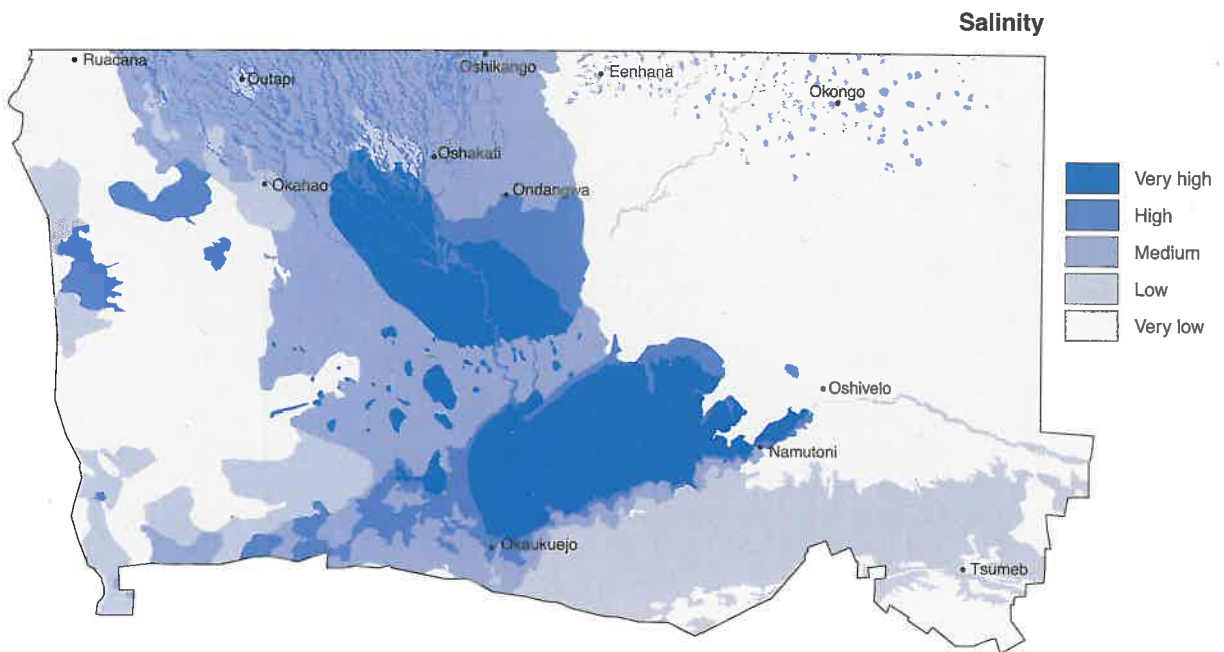 Salinity
Ruacana
Outapi
Oshikango
Eenhana
Okongo
Oshakati
Okahao
Ondangwa
Very high
High
Medium
Low
Very low
Oshivelo
Namutoni
Okaukuejo
Tsumeb